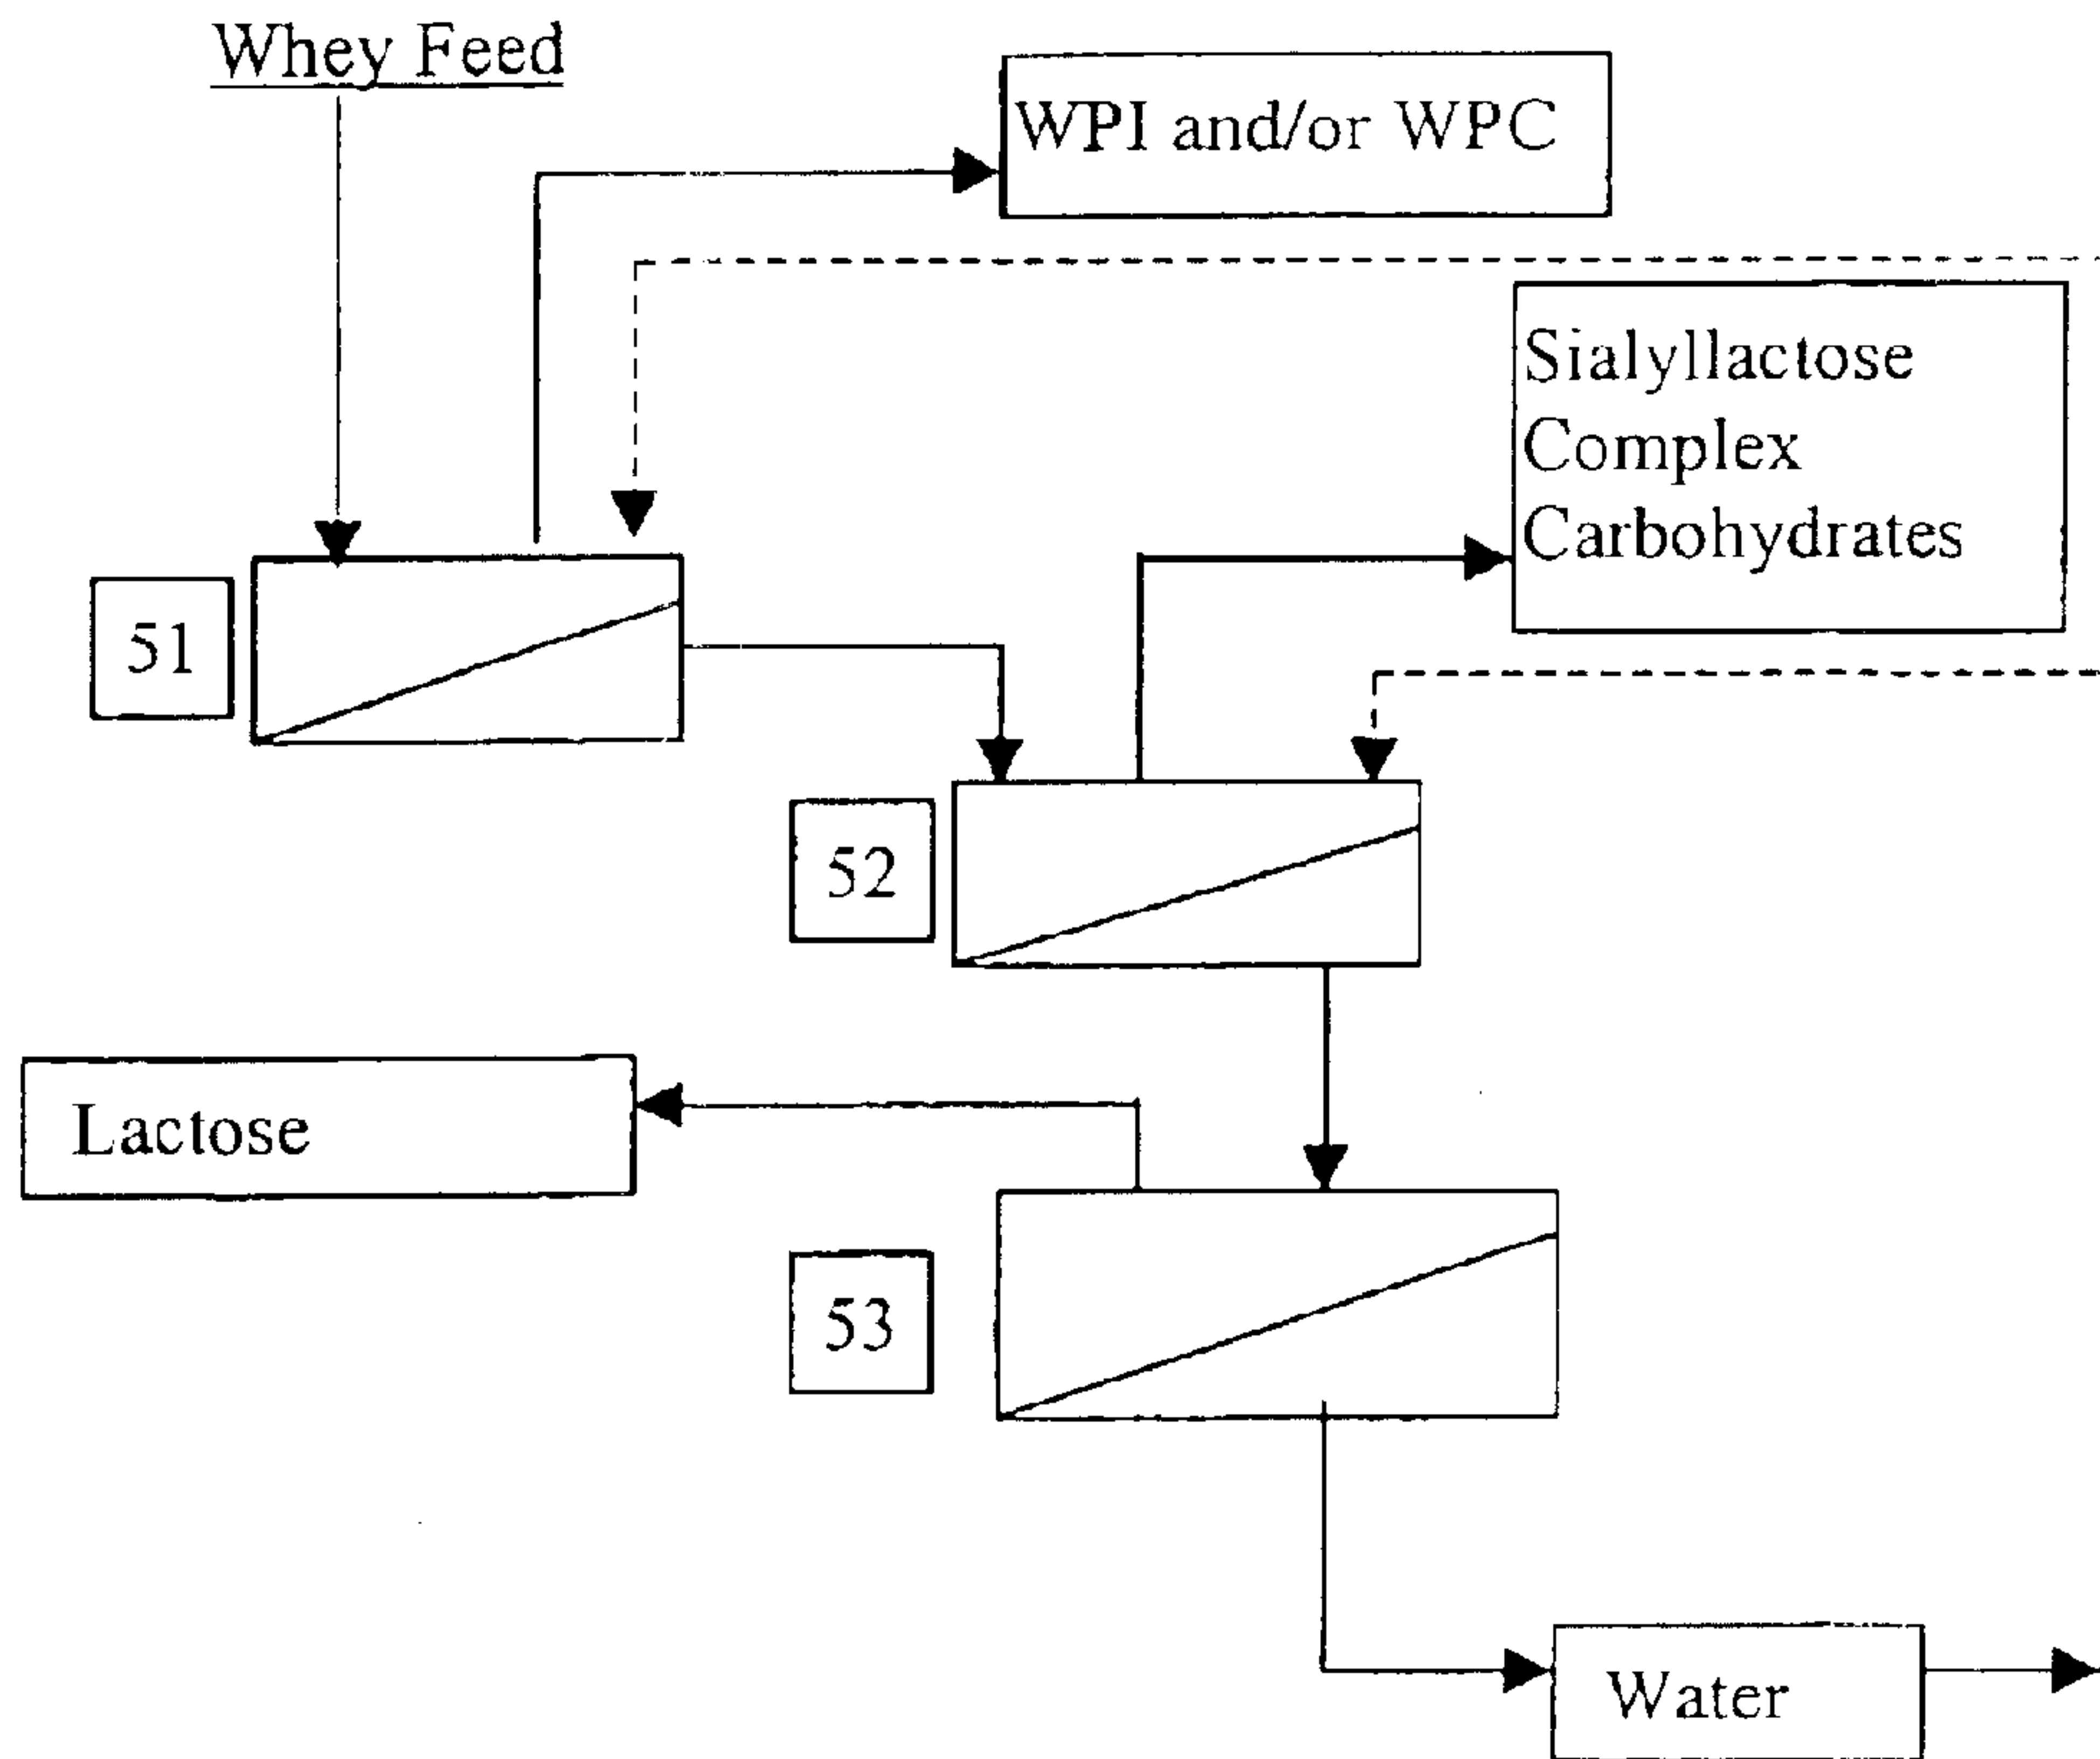 Whey Feed
WPI and/or WPC
Sialyllactose
Complex
Carbohydrates
51
52
Lactose
53
Water